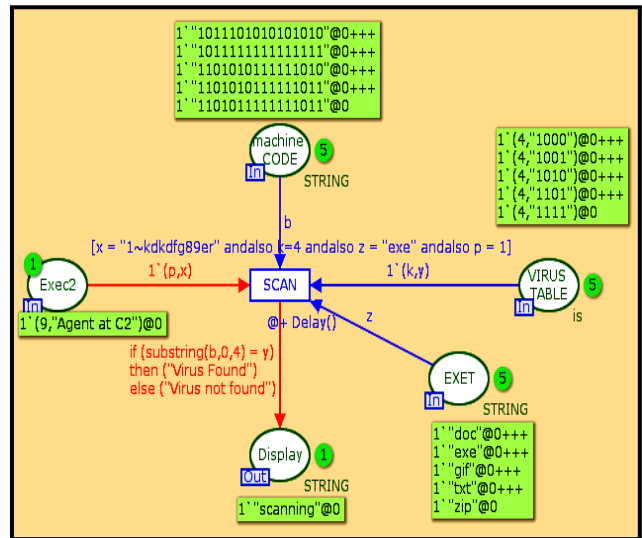 1`"1011101010101010"@0+++
1`"1011111111111111"@0+++
1`"1101010111111010"@0+++
1`"1101010111111011"@0+++
1`"1101011111111011"@0
machine
CODE
5
In
STRING
b
1`(4,"1000")@0+++
1`(4,"1001")@0+++
1`(4,"1010")@0+++
1`(4,"1101")@0+++
1`(4,"1111")@0
[x = "1~kdkdfg89er" andalso k=4 andalso z = "exe" andalso p = 1]
1
Exec2
In
1`(9,"Agent at C2")@0
1`(p,x)
SCAN
1`(k,y)
VIRUS
TABLE
5
In
is
@+ Delay()
z
if (substring(b,0,4) = y)
then ("Virus Found")
else ("Virus not found")
EXET
5
In
STRING
1`"doc"@0+++
1`"exe"@0+++
1`"gif"@0+++
1`"txt"@0+++
1`"zip"@0
Display
1
Out
STRING
1`"scanning"@0